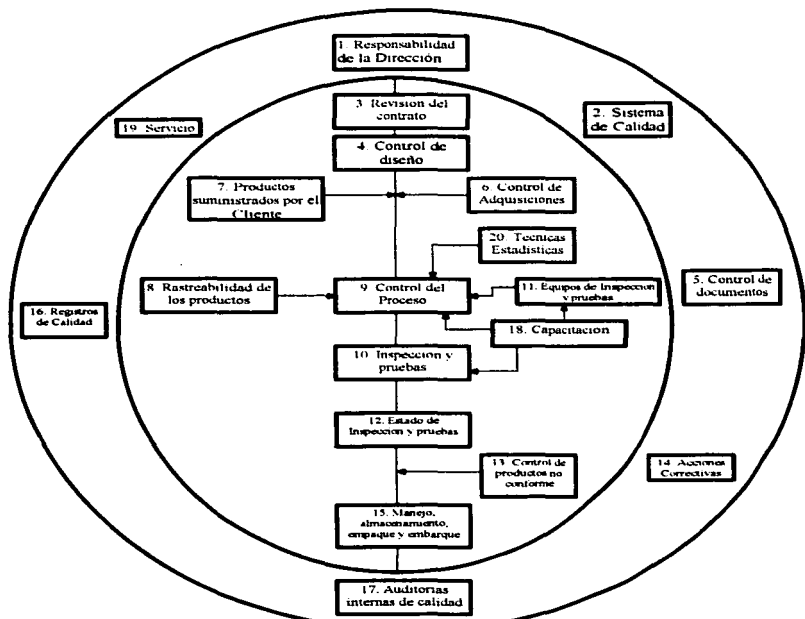 1. Responsabilidad
de la Dirección
3. Revision del
contrato
19. Servicio
2. Sistema
de Calidad
4. Control de
diseño
7. Productos
suministrados por el
Cliente
6. Control de
Adquisiciones
20. Tecnicas
Estadísticas
8. Rastreabilidad de
los productos
9. Control del
Proceso
11. Equipos de Inspeccion
y pruebas
5. Control de
documentos
16. Registros
de Calidad
18. Capacitación
10. Inspeccion y
pruebas
12. Estado de
Inspeccion y pruebas
13. Control de
productos no
conforme
14. Acciones
Correctivas
15. Manejo,
almacenamiento,
empaque y embarque
17. Auditorias
internas de calidad